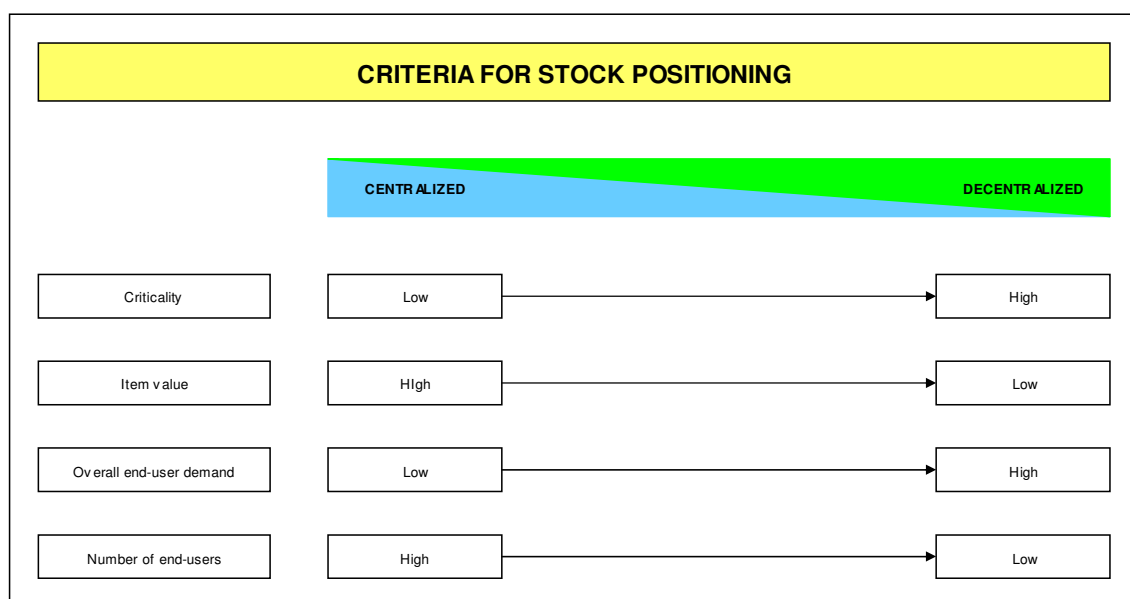 CRITERIA FOR STOCK POSITIONING
CENTRALIZED
DECENTRALIZED
Criticality
Low
High
Item value
HIgh
Low
Overall end-user demand
Low
High
Number of end-users
High
Low